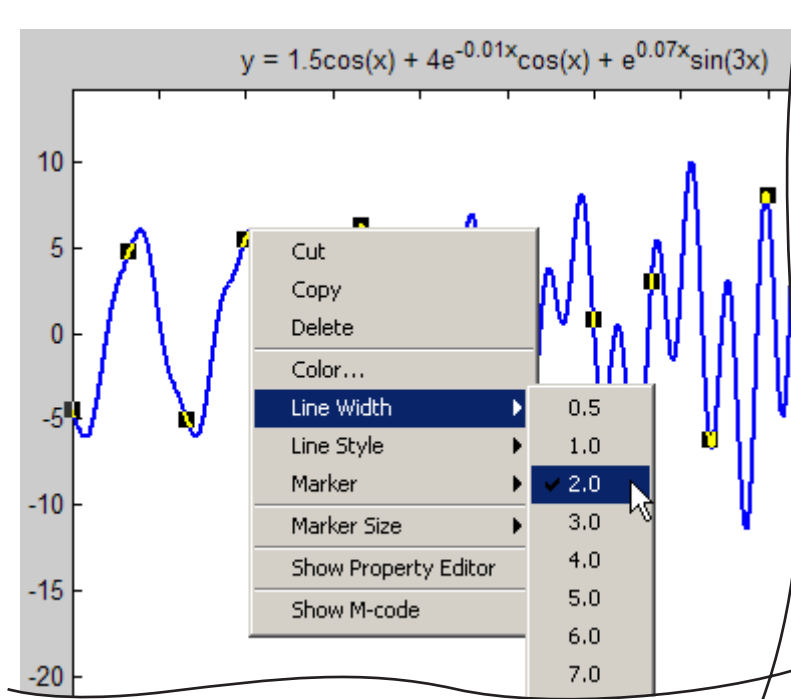 y = 1.5cos(x) + 4e^-0.01x cos(x) + e^0.07x sin(3x)
10
5
0
-5
-10
-15
-20
Cut
Copy
Delete
Color...
Line Width
Line Style
Marker
Marker Size
Show Property Editor
Show M-code
0.5
1.0
2.0
3.0
4.0
5.0
6.0
7.0